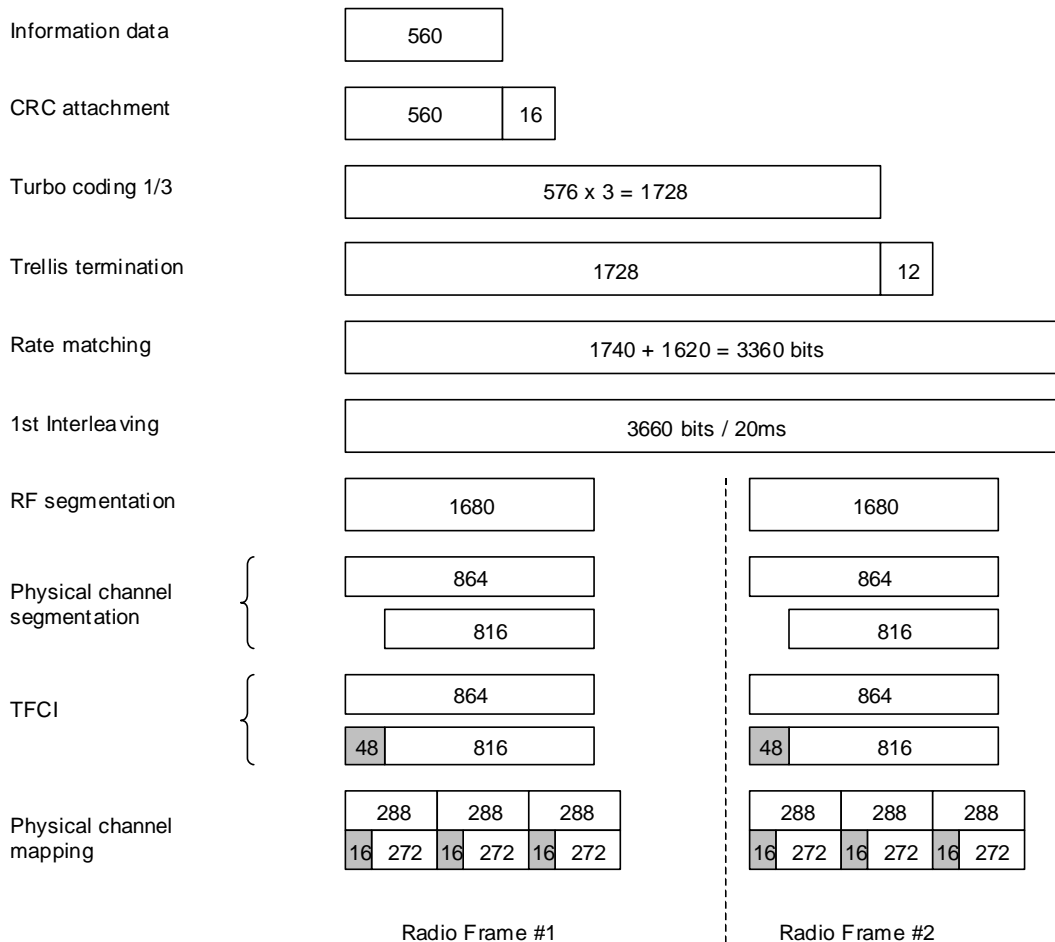 Information data
560
CRC attachment
560 16
Turbo coding 1/3
576 x 3 = 1728
Trellis termination
1728 12
Rate matching
1740 + 1620 = 3360 bits
1st Interleaving
3660 bits / 20ms
RF segmentation
1680 1680
Physical channel
segmentation
864 864
816 816
TFCI
864 864
48 816 48 816
Physical channel
mapping
288 288 288 288 288 288
16 272 16 272 16 272 16 272 16 272 16 272
Radio Frame #1 Radio Frame #2